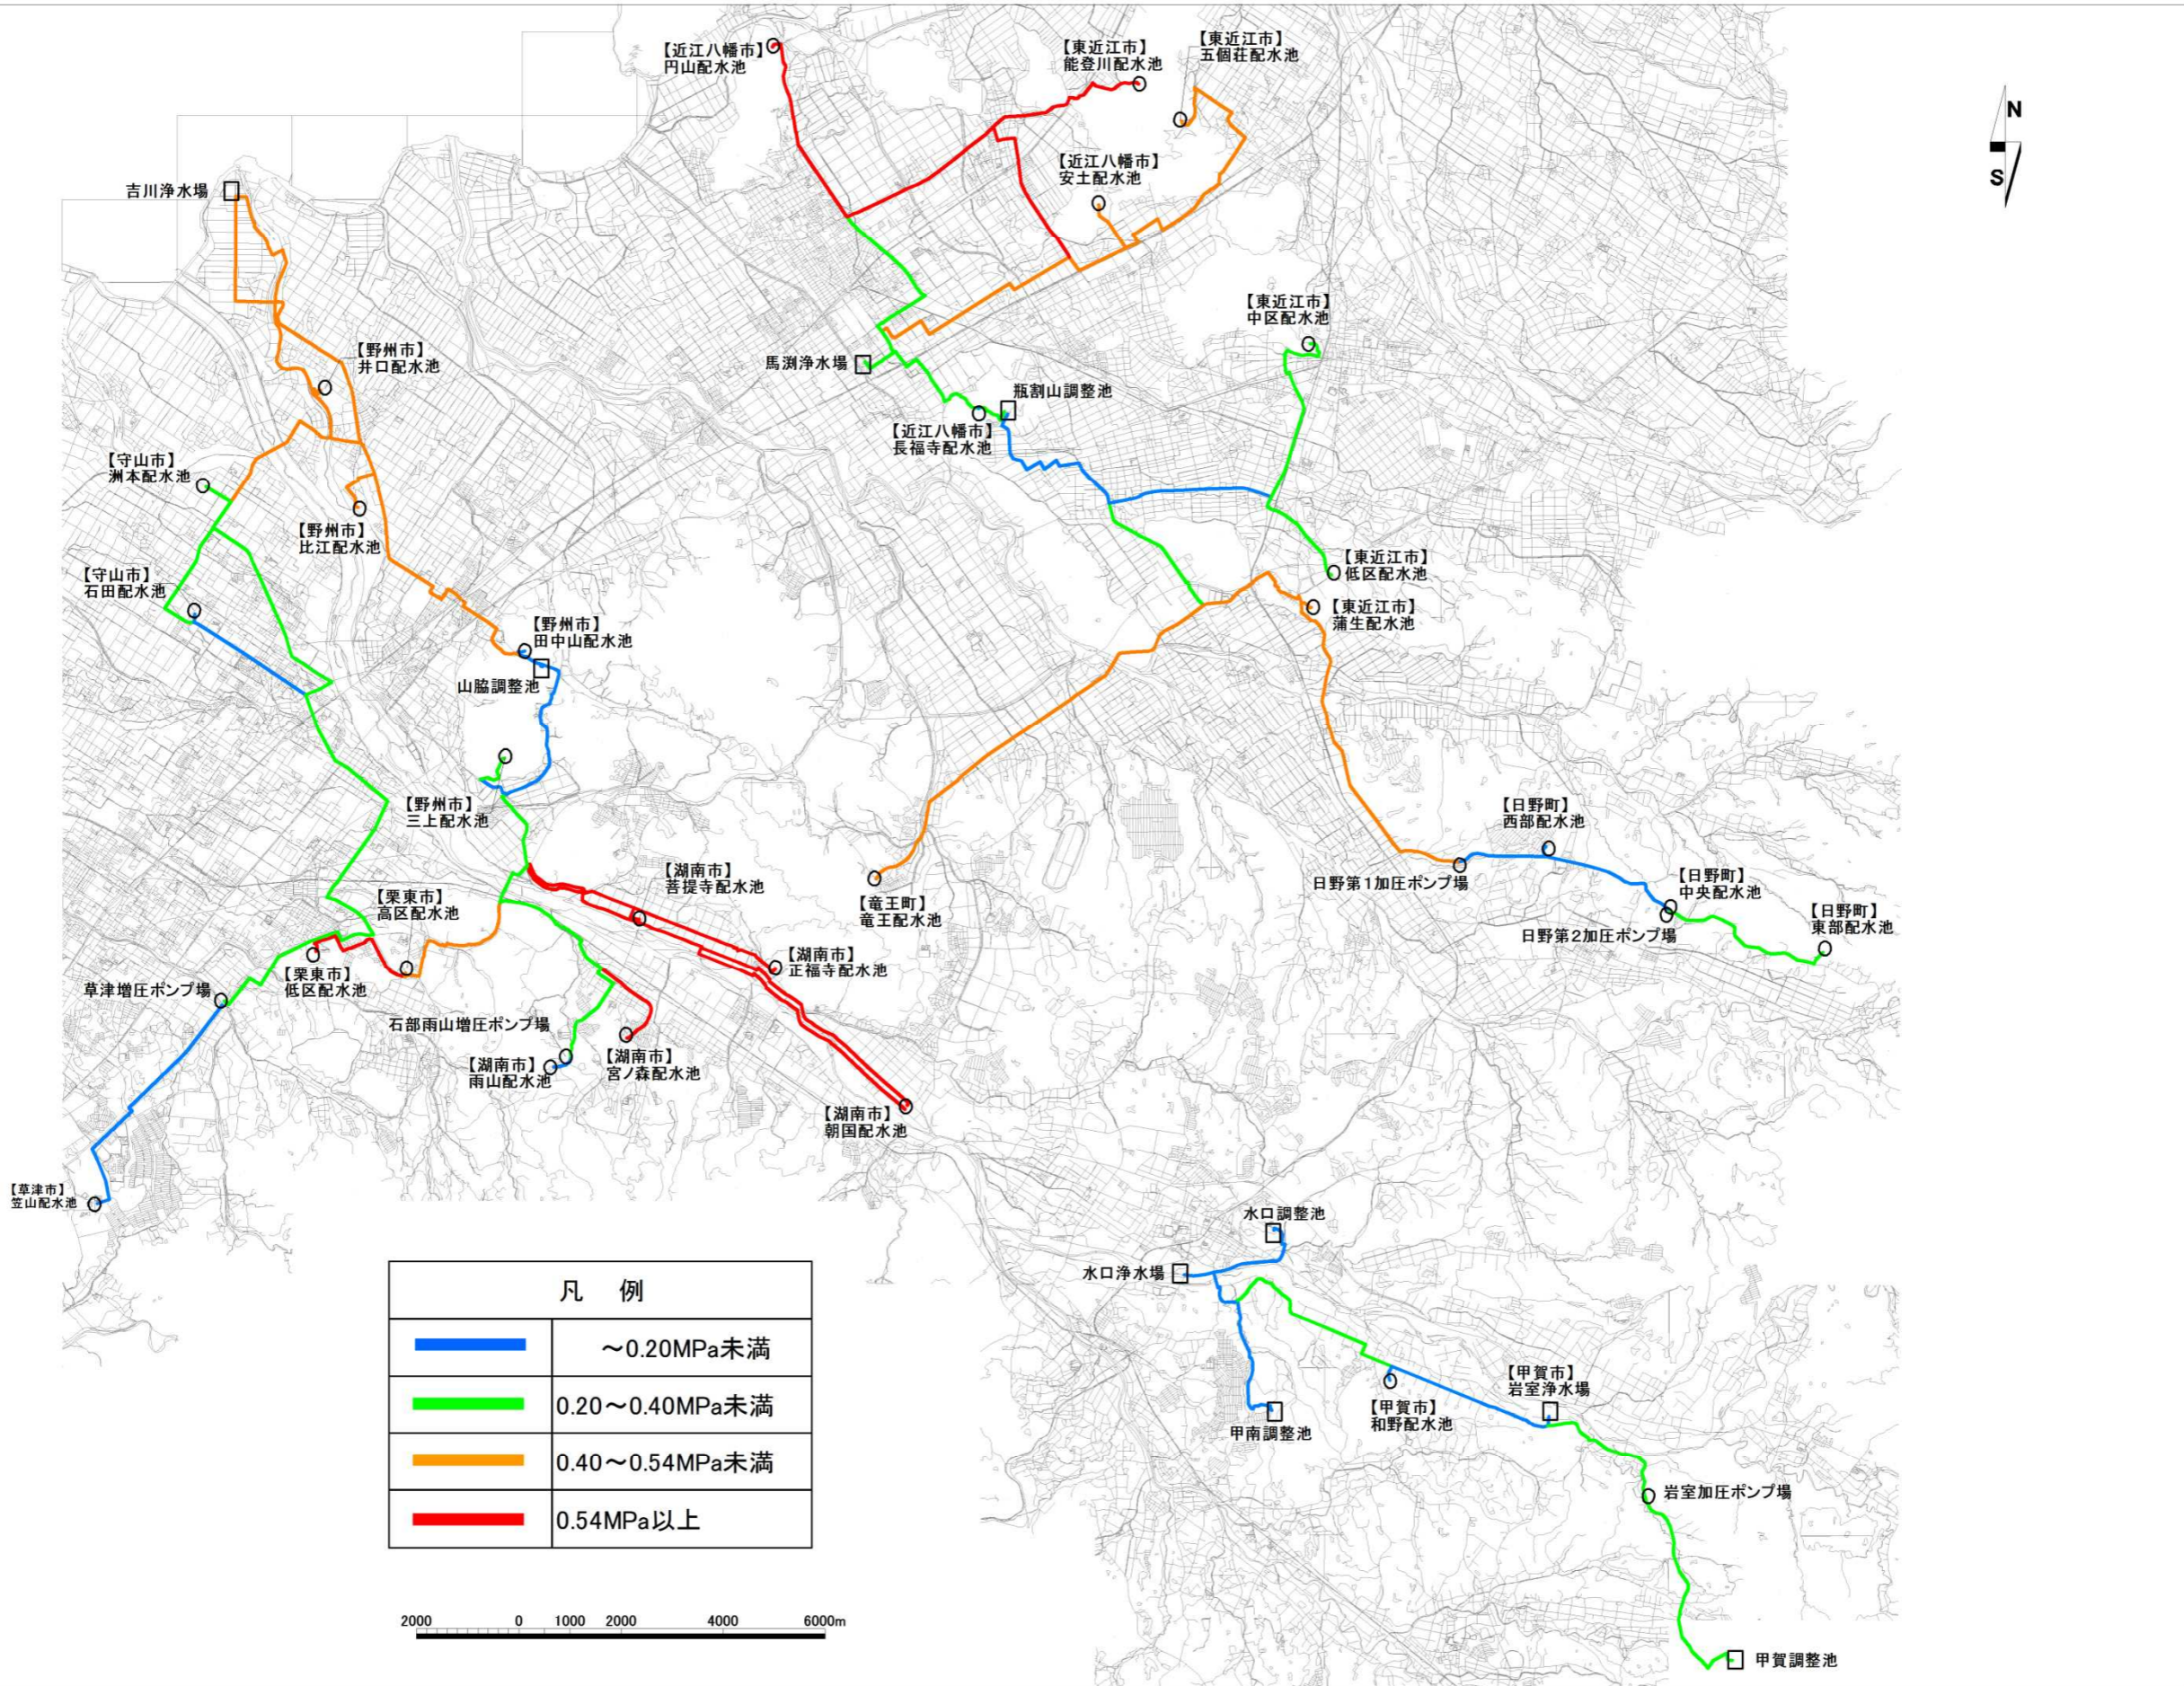 【近江八幡市】
円山配水池
【東近江市】
能登川配水池
【東近江市】
五個荘配水池
N
S
吉川浄水場
【近江八幡市】
安土配水池
【東近江市】
中区配水池
【野州市】
井口配水池
馬渕浄水場
瓶割山調整池
【近江八幡市】
長福寺配水池
【守山市】
洲本配水池
【野州市】
比江配水池
【守山市】
石田配水池
【東近江市】
低区配水池
【東近江市】
蒲生配水池
【野州市】
田中山配水池
山脇調整池
【野州市】
三上配水池
【日野町】
西部配水池
日野第1加圧ポンプ場
【日野町】
中央配水池
【日野町】
東部配水池
日野第2加圧ポンプ場
【湖南市】
菩提寺配水池
【竜王町】
竜王配水池
【栗東市】
高区配水池
【湖南市】
正福寺配水池
【栗東市】
低区配水池
草津増圧ポンプ場
石部雨山増圧ポンプ場
【湖南市】
雨山配水池
【湖南市】
宮ノ森配水池
【湖南市】
朝国配水池
【草津市】
笠山配水池
水口調整池
水口浄水場
【甲賀市】
岩室浄水場
【甲賀市】
和野配水池
甲南調整池
岩室加圧ポンプ場
甲賀調整池
凡 例
～0.20MPa未満
0.20～0.40MPa未満
0.40～0.54MPa未満
0.54MPa以上
2000 0 1000 2000 4000 6000m